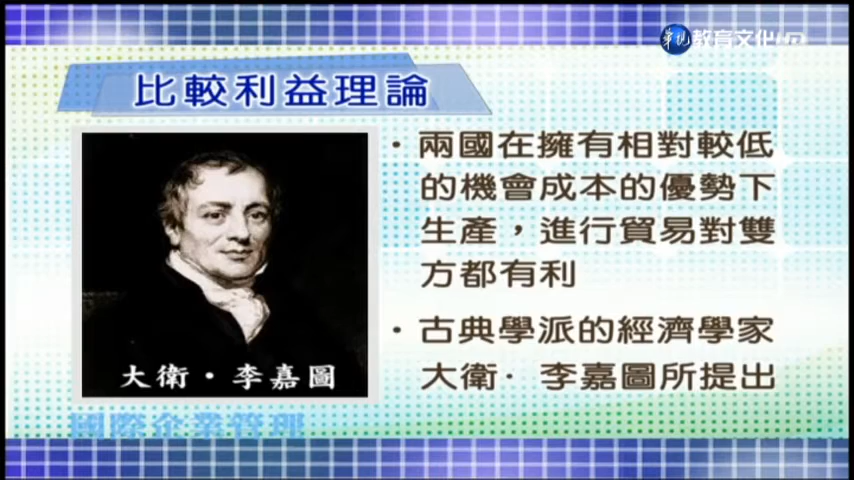 華視教育文化HD
比較利益理論
・兩國在擁有相對較低
的機會成本的優勢下
生產，進行貿易對雙
方都有利
・古典學派的經濟學家
大衛・李嘉圖所提出
大衛・李嘉圖
國際企業管理